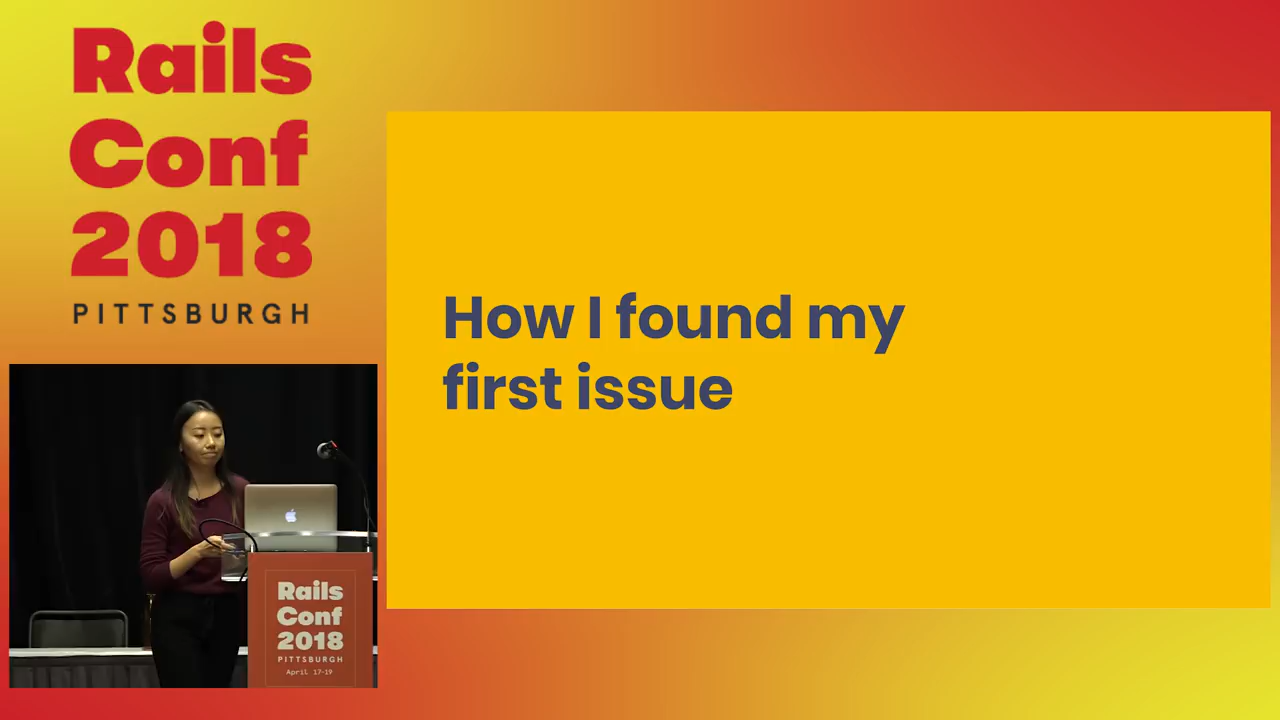 Rails
Conf
2018
PITTSBURGH
How I found my
first issue
Rails
Conf
2018
PITTSBURGH
April 17-19